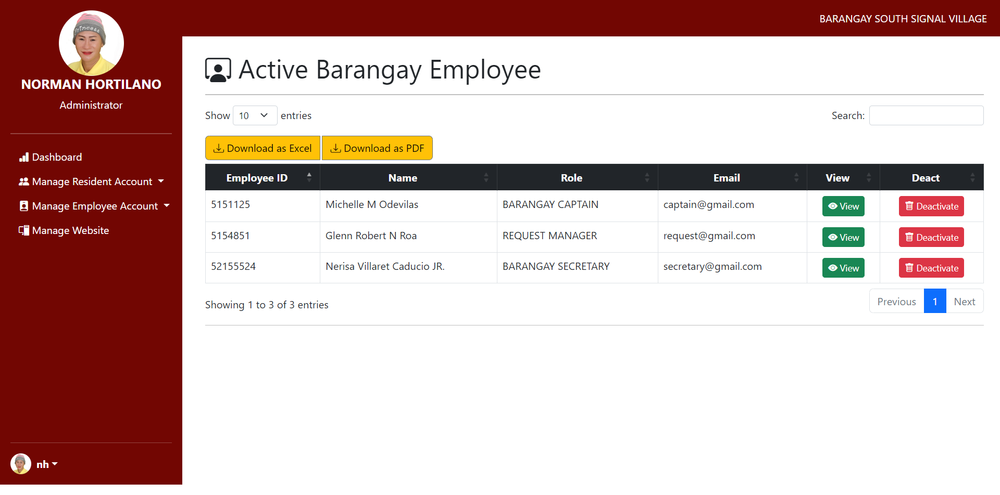 BARANGAY SOUTH SIGNAL VILLAGE
Princess
NORMAN HORTILANO
Administrator
Dashboard
Manage Resident Account
Manage Employee Account
Manage Website
nh
Active Barangay Employee
Show 10 entries
Search:
Download as Excel Download as PDF
Employee ID Name Role Email View Deact
5151125 Michelle M Odevilas BARANGAY CAPTAIN captain@gmail.com View Deactivate
5154851 Glenn Robert N Roa REQUEST MANAGER request@gmail.com View Deactivate
52155524 Nerisa Villaret Caducio JR. BARANGAY SECRETARY secretary@gmail.com View Deactivate
Showing 1 to 3 of 3 entries
Previous 1 Next